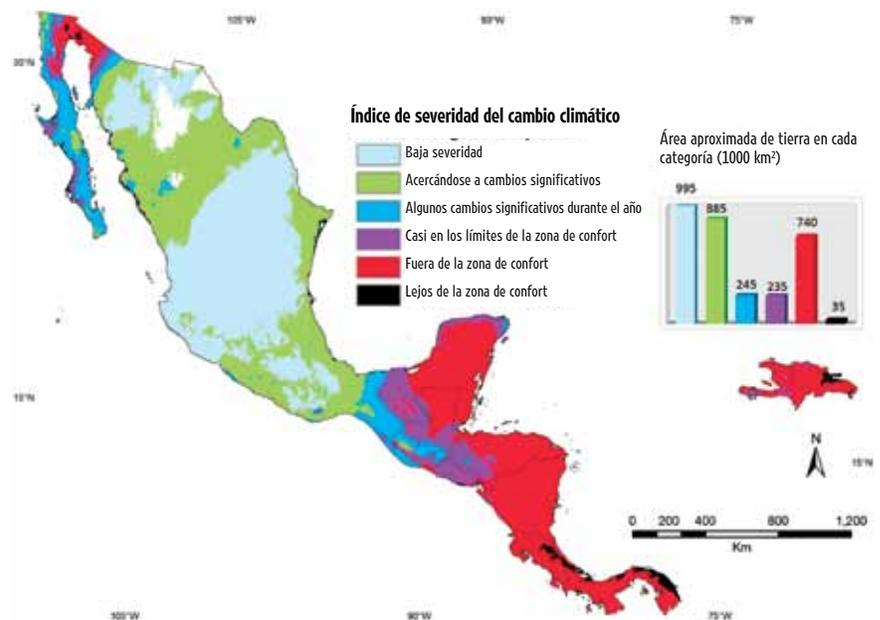 105°W 90°W 75°W
30°N
Índice de severidad del cambio climático
Baja severidad
Acercándose a cambios significativos
Algunos cambios significativos durante el año
Casi en los límites de la zona de confort
Fuera de la zona de confort
Lejos de la zona de confort
Área aproximada de tierra en cada
categoría (1000 km²)
995
885
245
235
740
35
15°N
N
15°N
0 200 400 800 1,200
Km
105°W 90°W 75°W